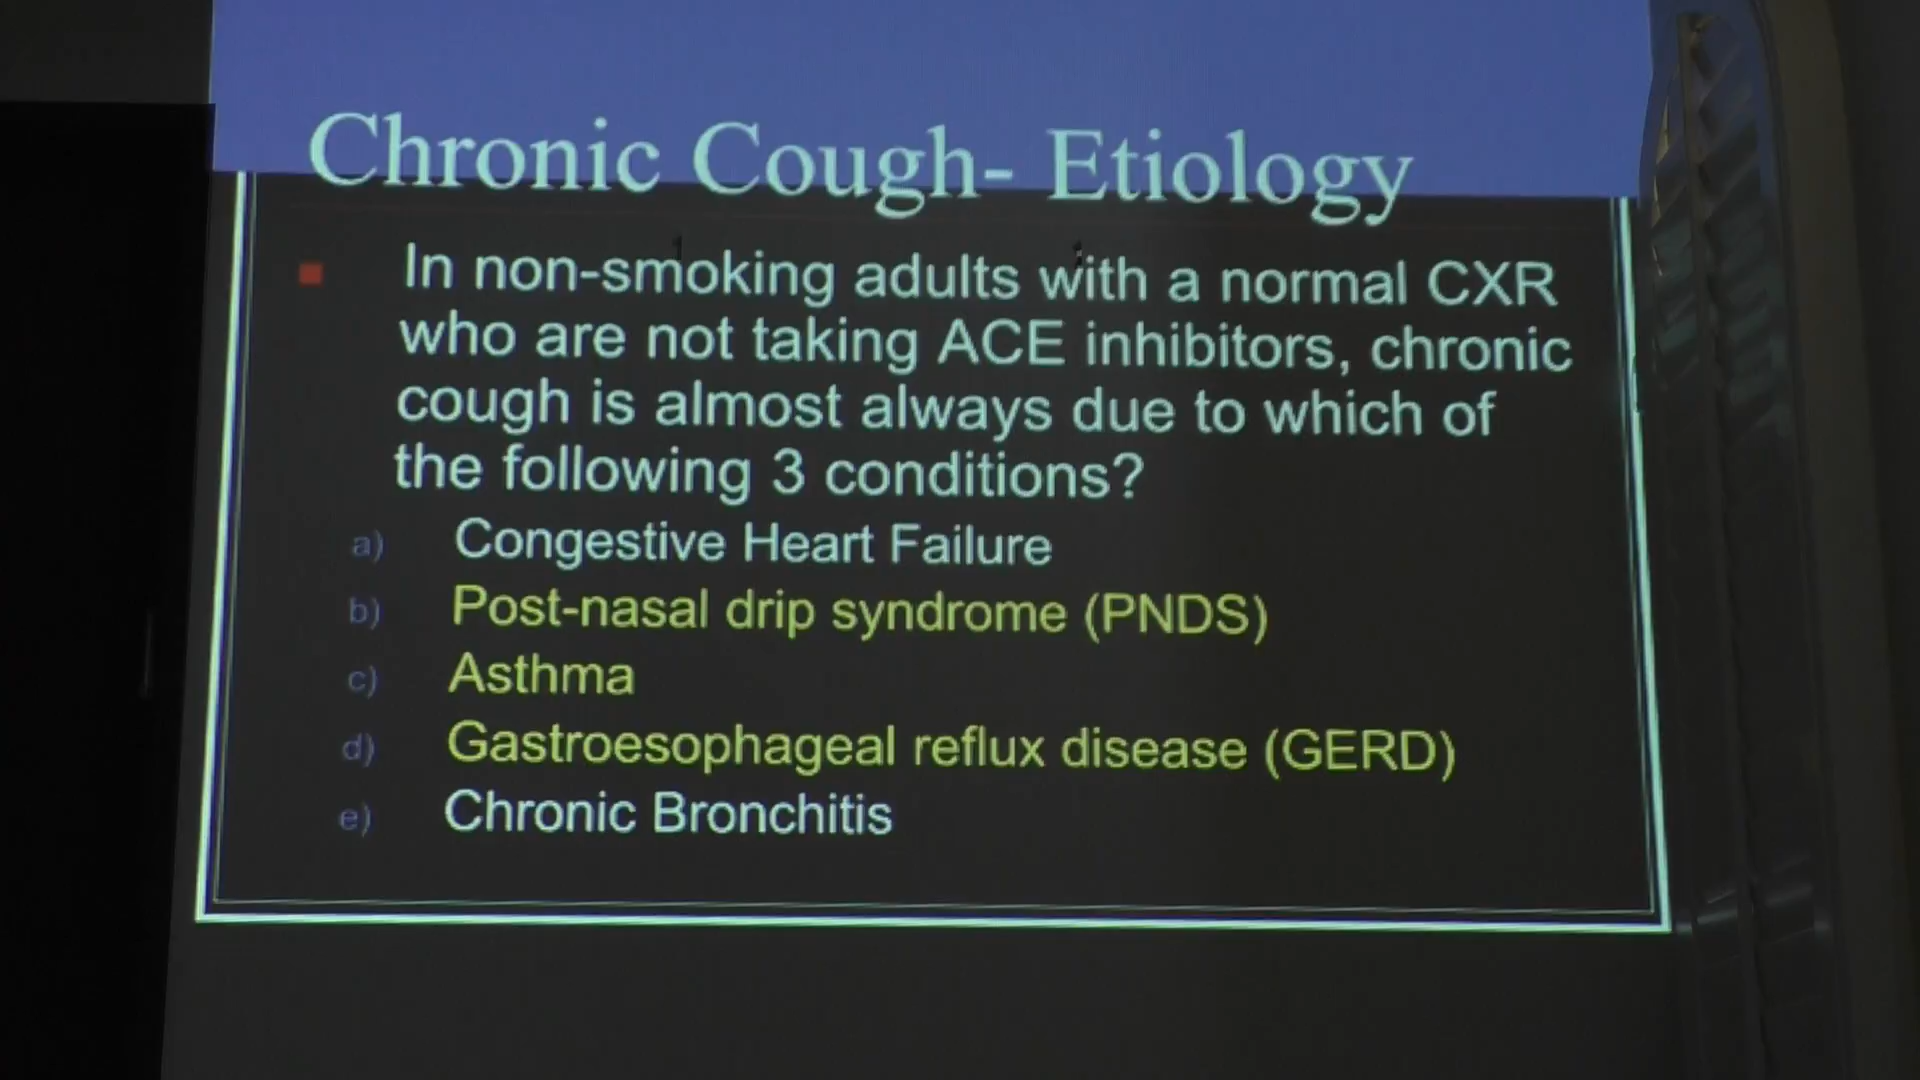 Chronic Cough- Etiology
In non-smoking adults with a normal CXR
who are not taking ACE inhibitors, chronic
cough is almost always due to which of
the following 3 conditions?
a) Congestive Heart Failure
b) Post-nasal drip syndrome (PNDS)
c) Asthma
d) Gastroesophageal reflux disease (GERD)
e) Chronic Bronchitis